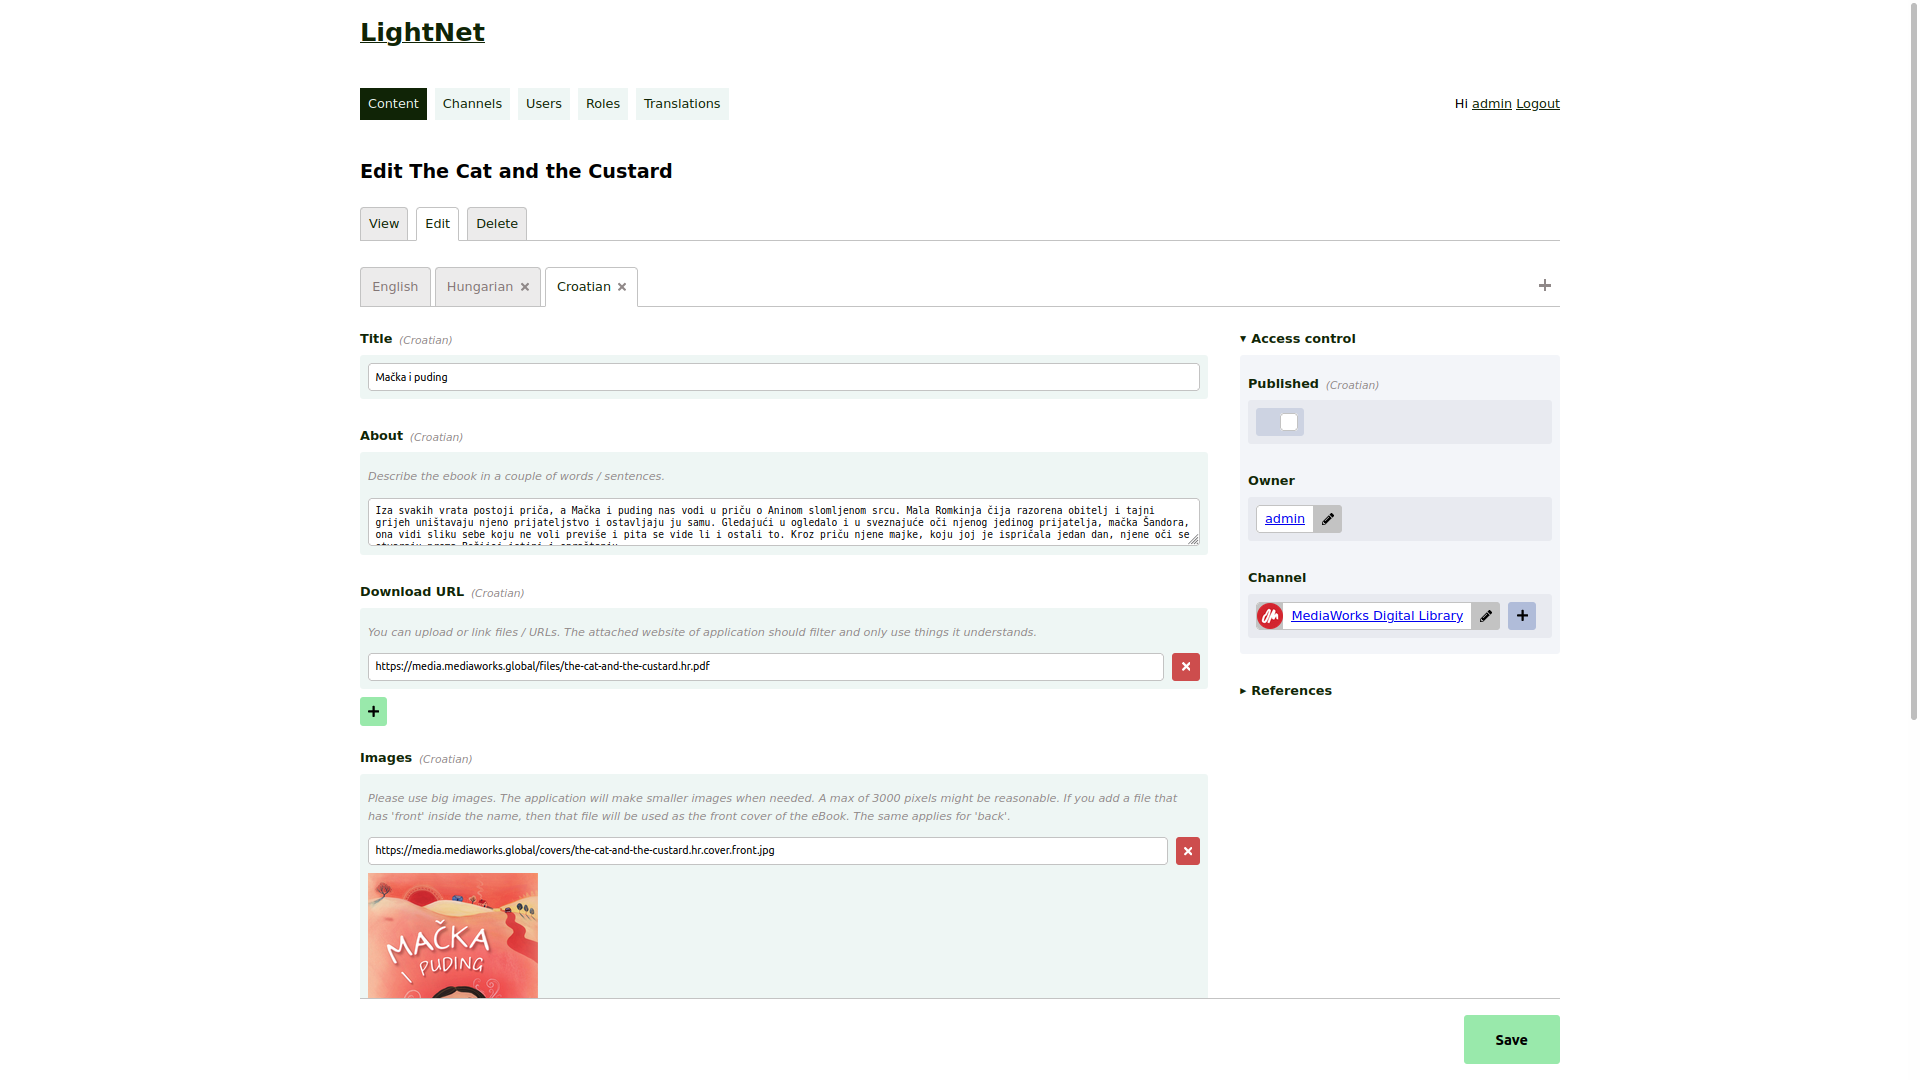 LightNet
Content Channels Users Roles Translations
Hi admin Logout
Edit The Cat and the Custard
View Edit Delete
English Hungarian Croatian
Title (Croatian)
Mačka i puding
About (Croatian)
Describe the ebook in a couple of words / sentences.
Iza svakih vrata postoji priča, a Mačka i puding nas vodi u priču o Aninom slomljenom srcu. Mala Romkinja čija razorena obitelj i tajni
grijeh uništavaju njeno prijateljstvo i ostavljaju ju samu. Gledajući u ogledalo i u sveznajuće oči njenog jedinog prijatelja, mačka Šandora,
ona vidi sliku sebe koju ne voli previše i pita se vide li i ostali to. Kroz priču njene majke, koju joj je ispričala jedan dan, njene oči se
Download URL (Croatian)
You can upload or link files / URLs. The attached website of application should filter and only use things it understands.
https://media.mediaworks.global/files/the-cat-and-the-custard.hr.pdf
Images (Croatian)
Please use big images. The application will make smaller images when needed. A max of 3000 pixels might be reasonable. If you add a file that
has 'front' inside the name, then that file will be used as the front cover of the eBook. The same applies for 'back'.
https://media.mediaworks.global/covers/the-cat-and-the-custard.hr.cover.front.jpg
MAČKA
I PUDING
Access control
Published (Croatian)
Owner
admin
Channel
MediaWorks Digital Library
References
Save